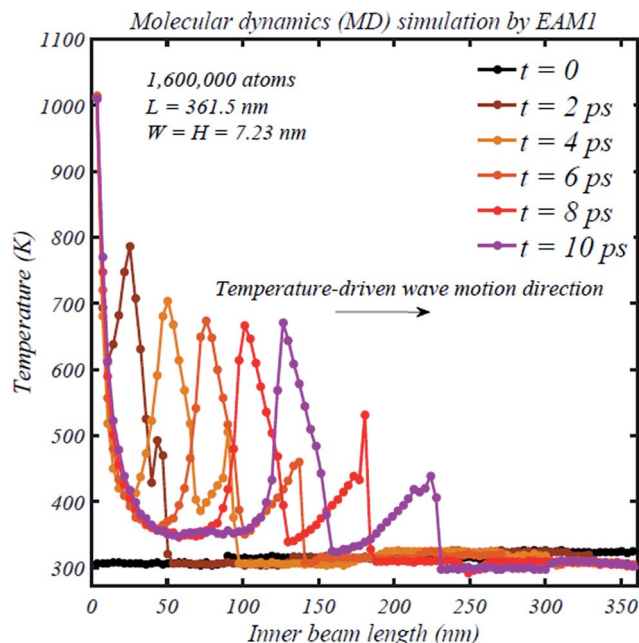 Molecular dynamics (MD) simulation by EAM1
1100
1000
900
800
700
600
500
400
300
Temperature (K)
1,600,000 atoms
L = 361.5 nm
W = H = 7.23 nm
t = 0
t = 2 ps
t = 4 ps
t = 6 ps
t = 8 ps
t = 10 ps
Temperature-driven wave motion direction
0 50 100 150 200 250 300 350
Inner beam length (nm)